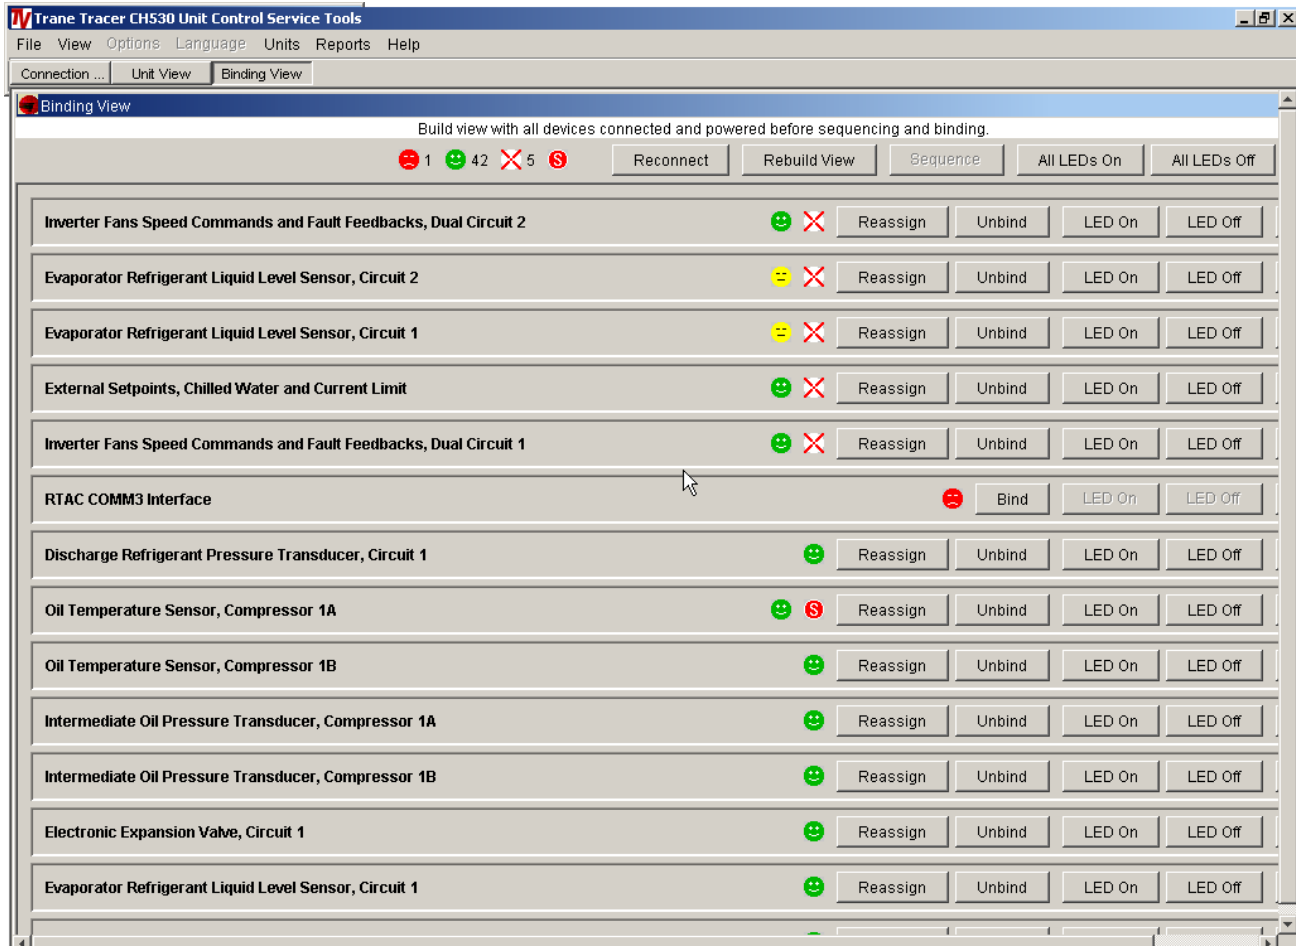 Trane Tracer CH530 Unit Control Service Tools
File View Options Language Units Reports Help
Connection ... Unit View Binding View
Binding View
Build view with all devices connected and powered before sequencing and binding.
1 42 5 S Reconnect Rebuild View Sequence All LEDs On All LEDs Off
Inverter Fans Speed Commands and Fault Feedbacks, Dual Circuit 2 Reassign Unbind LED On LED Off
Evaporator Refrigerant Liquid Level Sensor, Circuit 2 Reassign Unbind LED On LED Off
Evaporator Refrigerant Liquid Level Sensor, Circuit 1 Reassign Unbind LED On LED Off
External Setpoints, Chilled Water and Current Limit Reassign Unbind LED On LED Off
Inverter Fans Speed Commands and Fault Feedbacks, Dual Circuit 1 Reassign Unbind LED On LED Off
RTAC COMM3 Interface Bind LED On LED Off
Discharge Refrigerant Pressure Transducer, Circuit 1 Reassign Unbind LED On LED Off
Oil Temperature Sensor, Compressor 1A S Reassign Unbind LED On LED Off
Oil Temperature Sensor, Compressor 1B Reassign Unbind LED On LED Off
Intermediate Oil Pressure Transducer, Compressor 1A Reassign Unbind LED On LED Off
Intermediate Oil Pressure Transducer, Compressor 1B Reassign Unbind LED On LED Off
Electronic Expansion Valve, Circuit 1 Reassign Unbind LED On LED Off
Evaporator Refrigerant Liquid Level Sensor, Circuit 1 Reassign Unbind LED On LED Off